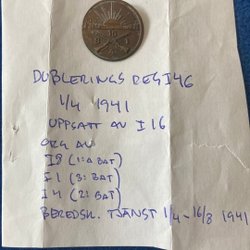 DUBLERINGS REG I 46
1/4 1941
UPPSATT AV I 16
ORG AV
I 8 (1:A BAT)
I 1 (3: BAT)
I 4 (2: BAT)
BEREDSK. TJÄNST 1/4-16/8 1941